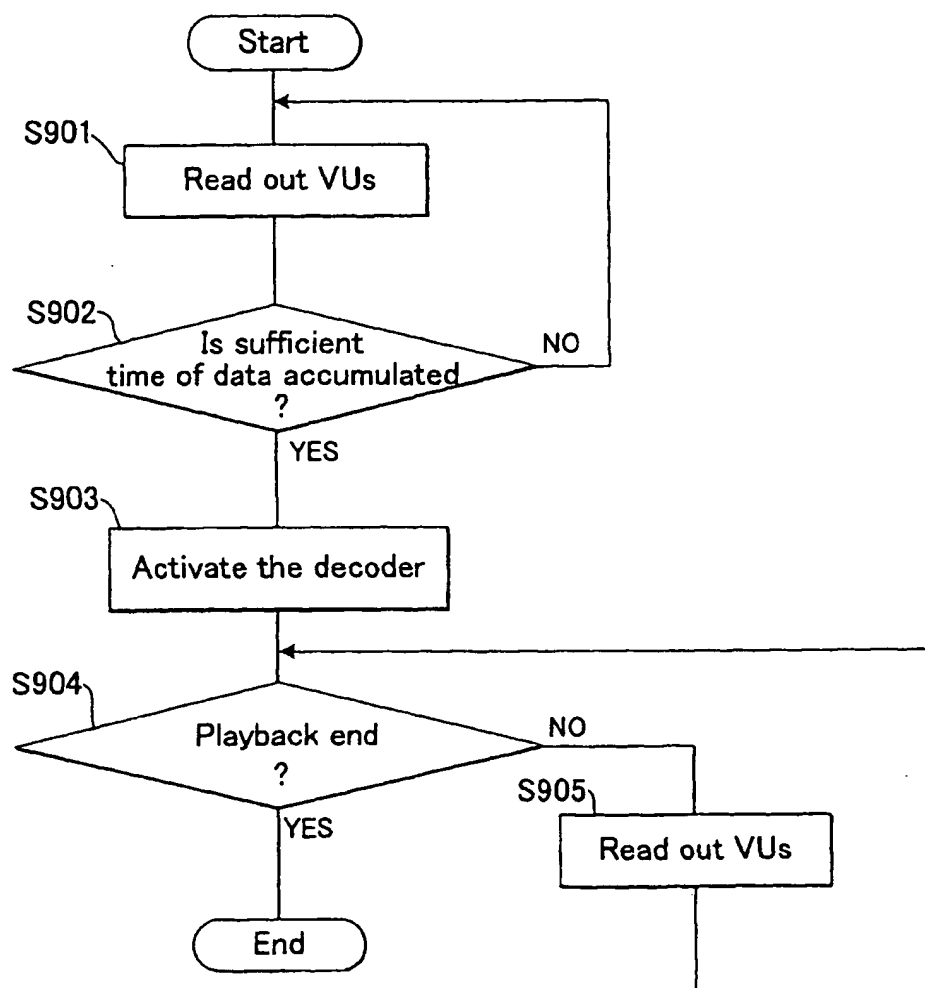 Start
S901
Read out VUs
S902
Is sufficient
time of data accumulated
?
NO
YES
S903
Activate the decoder
S904
Playback end
?
NO
YES
S905
Read out VUs
End